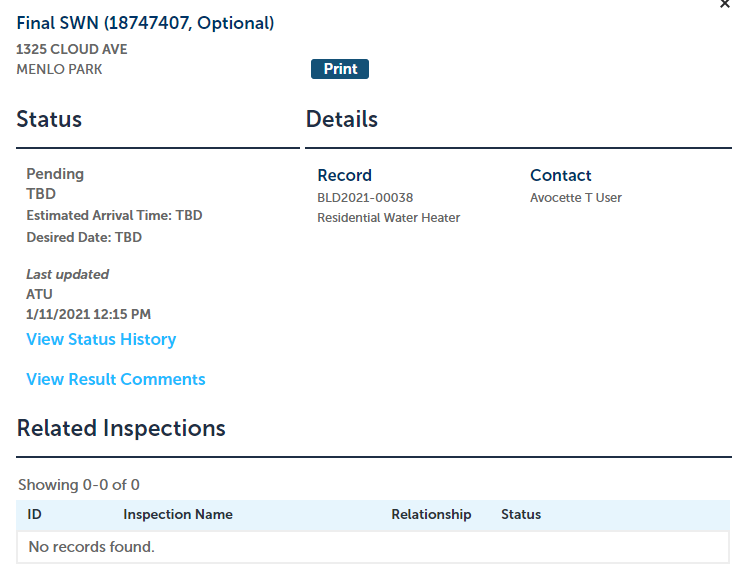 ×
Final SWN (18747407, Optional)
1325 CLOUD AVE
MENLO PARK
Print
Status
Pending
TBD
Estimated Arrival Time: TBD
Desired Date: TBD
Last updated
ATU
1/11/2021 12:15 PM
View Status History
View Result Comments
Details
Record
BLD2021-00038
Residential Water Heater
Contact
Avocette T User
Related Inspections
Showing 0-0 of 0
ID Inspection Name Relationship Status
No records found.